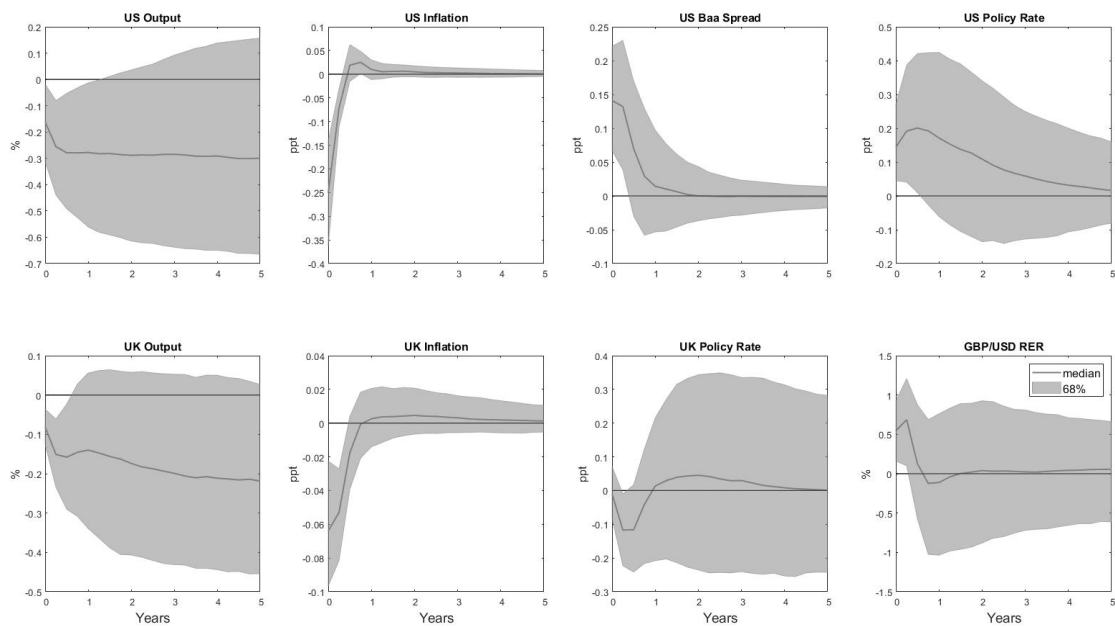 US Output
US Inflation
US Baa Spread
US Policy Rate
0.2
0.1
0
-0.1
-0.2
-0.3
-0.4
-0.5
-0.6
-0.7
%
0 1 2 3 4 5
0.1
0.05
0
-0.05
-0.1
-0.15
-0.2
-0.25
-0.3
-0.35
-0.4
ppt
0 1 2 3 4 5
0.25
0.2
0.15
0.1
0.05
0
-0.05
-0.1
ppt
0 1 2 3 4 5
0.5
0.4
0.3
0.2
0.1
0
-0.1
-0.2
ppt
0 1 2 3 4 5
UK Output
UK Inflation
UK Policy Rate
GBP/USD RER
0.1
0
-0.1
-0.2
-0.3
-0.4
-0.5
%
0 1 2 3 4 5
Years
0.04
0.02
0
-0.02
-0.04
-0.06
-0.08
-0.1
ppt
0 1 2 3 4 5
Years
0.4
0.3
0.2
0.1
0
-0.1
-0.2
-0.3
ppt
0 1 2 3 4 5
Years
1.5
1
0.5
0
-0.5
-1
-1.5
%
median
68%
0 1 2 3 4 5
Years